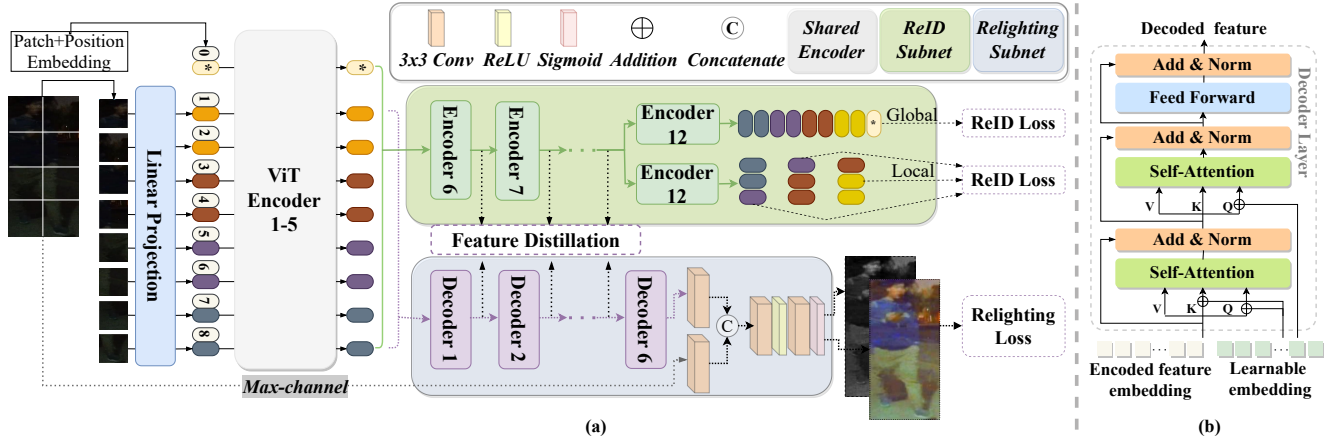 Patch+Position
Embedding
0
*
1
2
3
4
5
6
7
8
Linear Projection
ViT
Encoder
1-5
*
Max-channel
3x3 Conv
ReLU
Sigmoid
Addition
C
Concatenate
Shared
Encoder
ReID
Subnet
Relighting
Subnet
Encoder 6
Encoder 7
Encoder
12
Encoder
12
*
Global
Local
ReID Loss
ReID Loss
Feature Distillation
Decoder 1
Decoder 2
Decoder 6
C
Relighting
Loss
(a)
Decoded feature
Add & Norm
Feed Forward
Add & Norm
Self-Attention
V
K
Q
Add & Norm
Self-Attention
V
K
Q
Decoder Layer
Encoded feature
embedding
Learnable
embedding
(b)